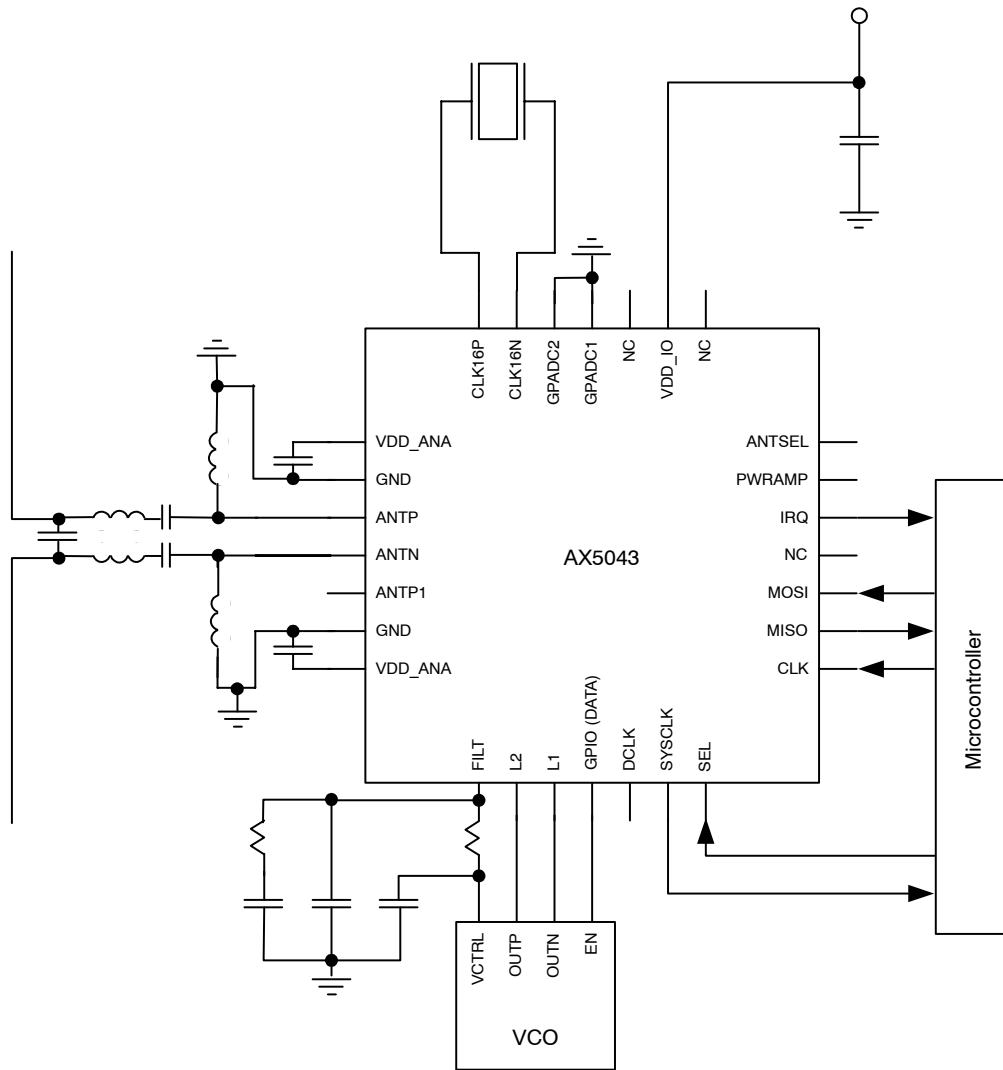 CLK16P
CLK16N
GPADC2
GPADC1
NC
VDD_IO
NC
VDD_ANA
GND
ANTP
ANTN
ANTP1
GND
VDD_ANA
AX5043
ANTSEL
PWRAMP
IRQ
NC
MOSI
MISO
CLK
Microcontroller
FILT
L2
L1
GPIO (DATA)
DCLK
SYSCLK
SEL
VCTRL
OUTP
OUTN
EN
VCO